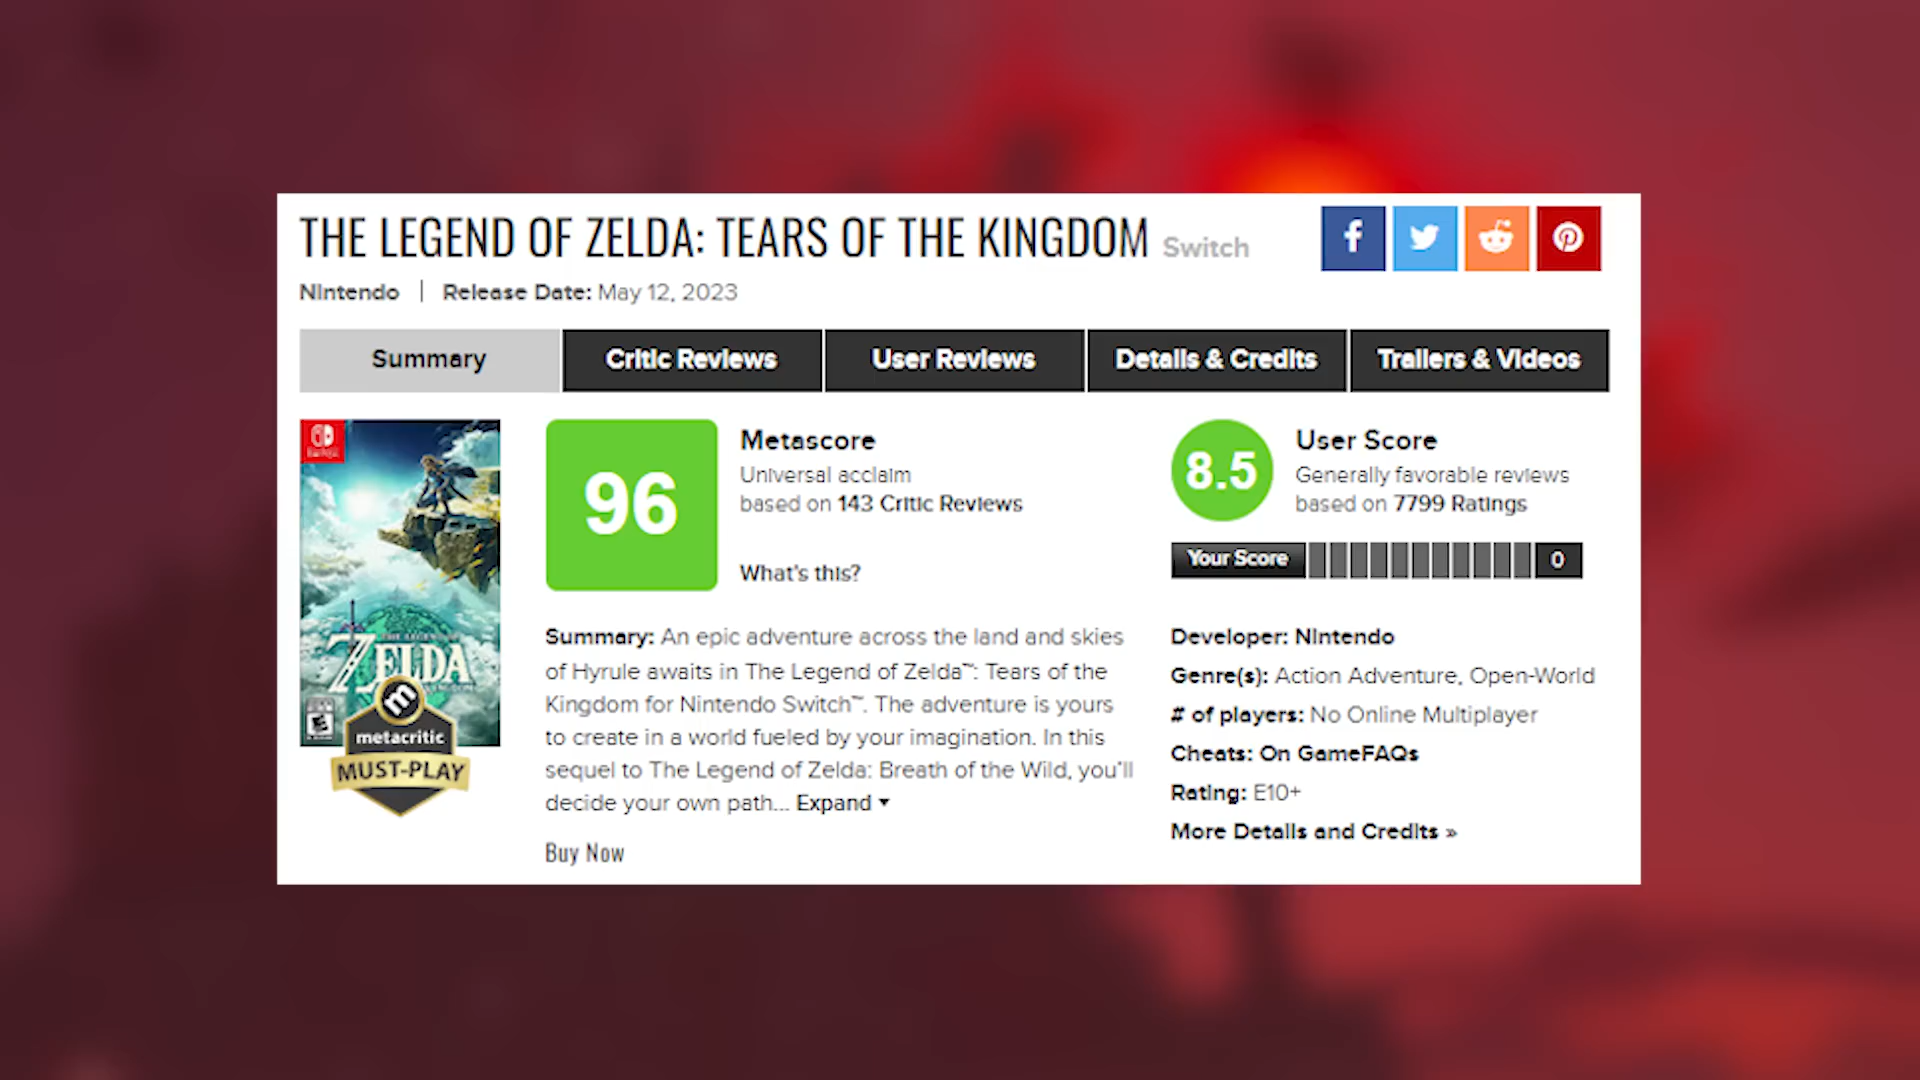 THE LEGEND OF ZELDA: TEARS OF THE KINGDOM Switch
Nintendo | Release Date: May 12, 2023
Summary
Critic Reviews
User Reviews
Details & Credits
Trailers & Videos
THE LEGEND OF
ZELDA
metacritic
MUST-PLAY
96
Metascore
Universal acclaim
based on 143 Critic Reviews
What's this?
Summary: An epic adventure across the land and skies
of Hyrule awaits in The Legend of Zelda™: Tears of the
Kingdom for Nintendo Switch™. The adventure is yours
to create in a world fueled by your imagination. In this
sequel to The Legend of Zelda: Breath of the Wild, you'll
decide your own path... Expand
Buy Now
8.5
User Score
Generally favorable reviews
based on 7799 Ratings
Your Score 0
Developer: Nintendo
Genre(s): Action Adventure, Open-World
# of players: No Online Multiplayer
Cheats: On GameFAQs
Rating: E10+
More Details and Credits »